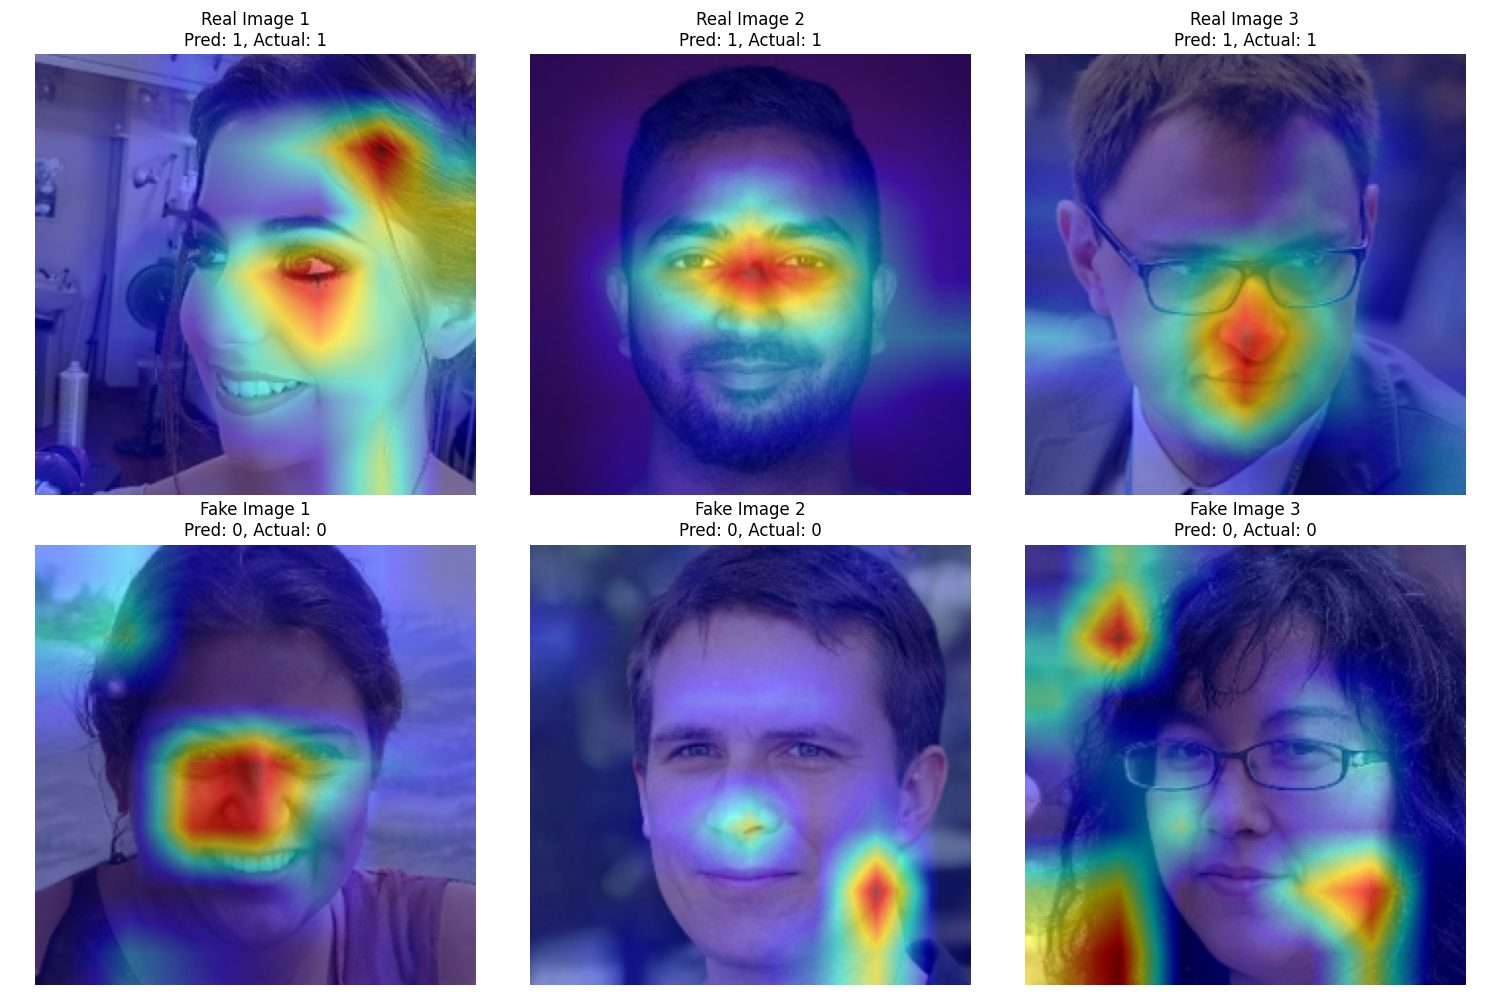 Real Image 1
Pred: 1, Actual: 1
Real Image 2
Pred: 1, Actual: 1
Real Image 3
Pred: 1, Actual: 1
Fake Image 1
Pred: 0, Actual: 0
Fake Image 2
Pred: 0, Actual: 0
Fake Image 3
Pred: 0, Actual: 0